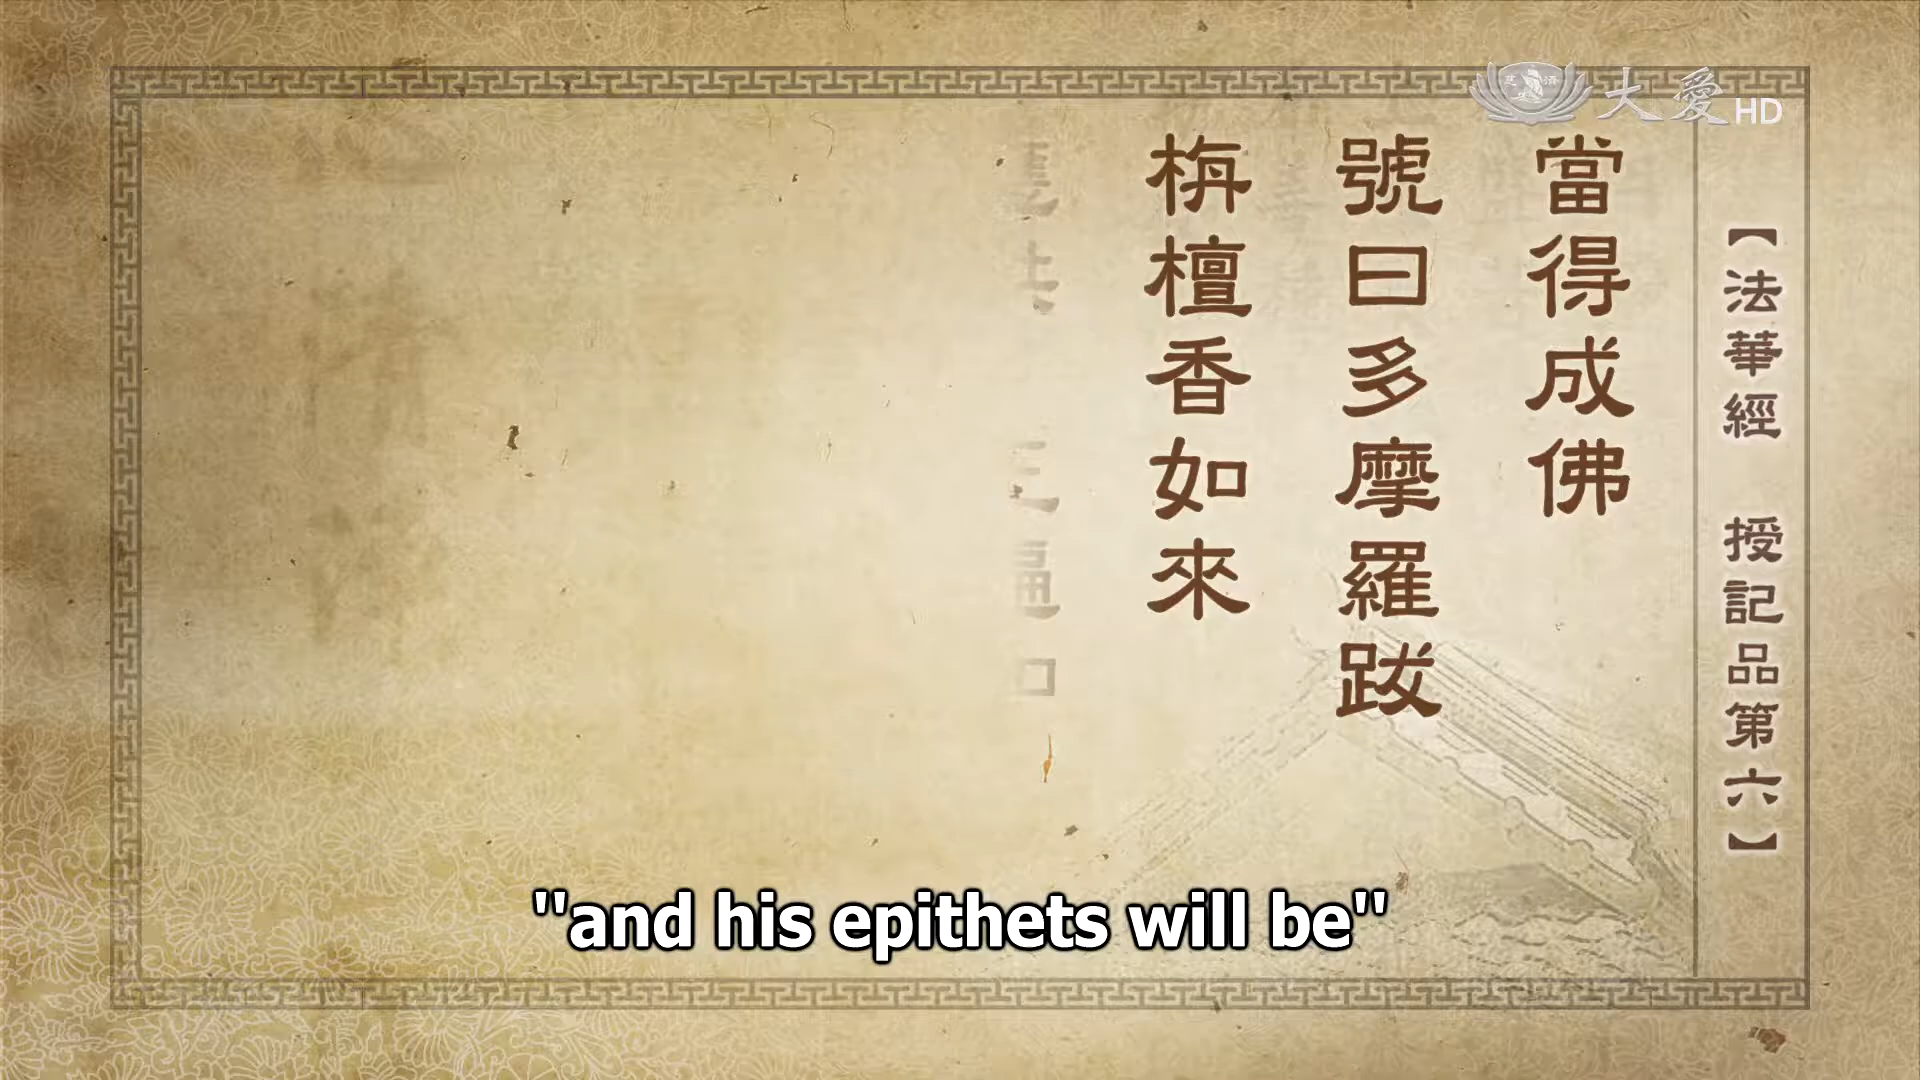 大愛HD
【法華經 授記品第六】
當得成佛
號曰多摩羅跋
栴檀香如來
"and his epithets will be"